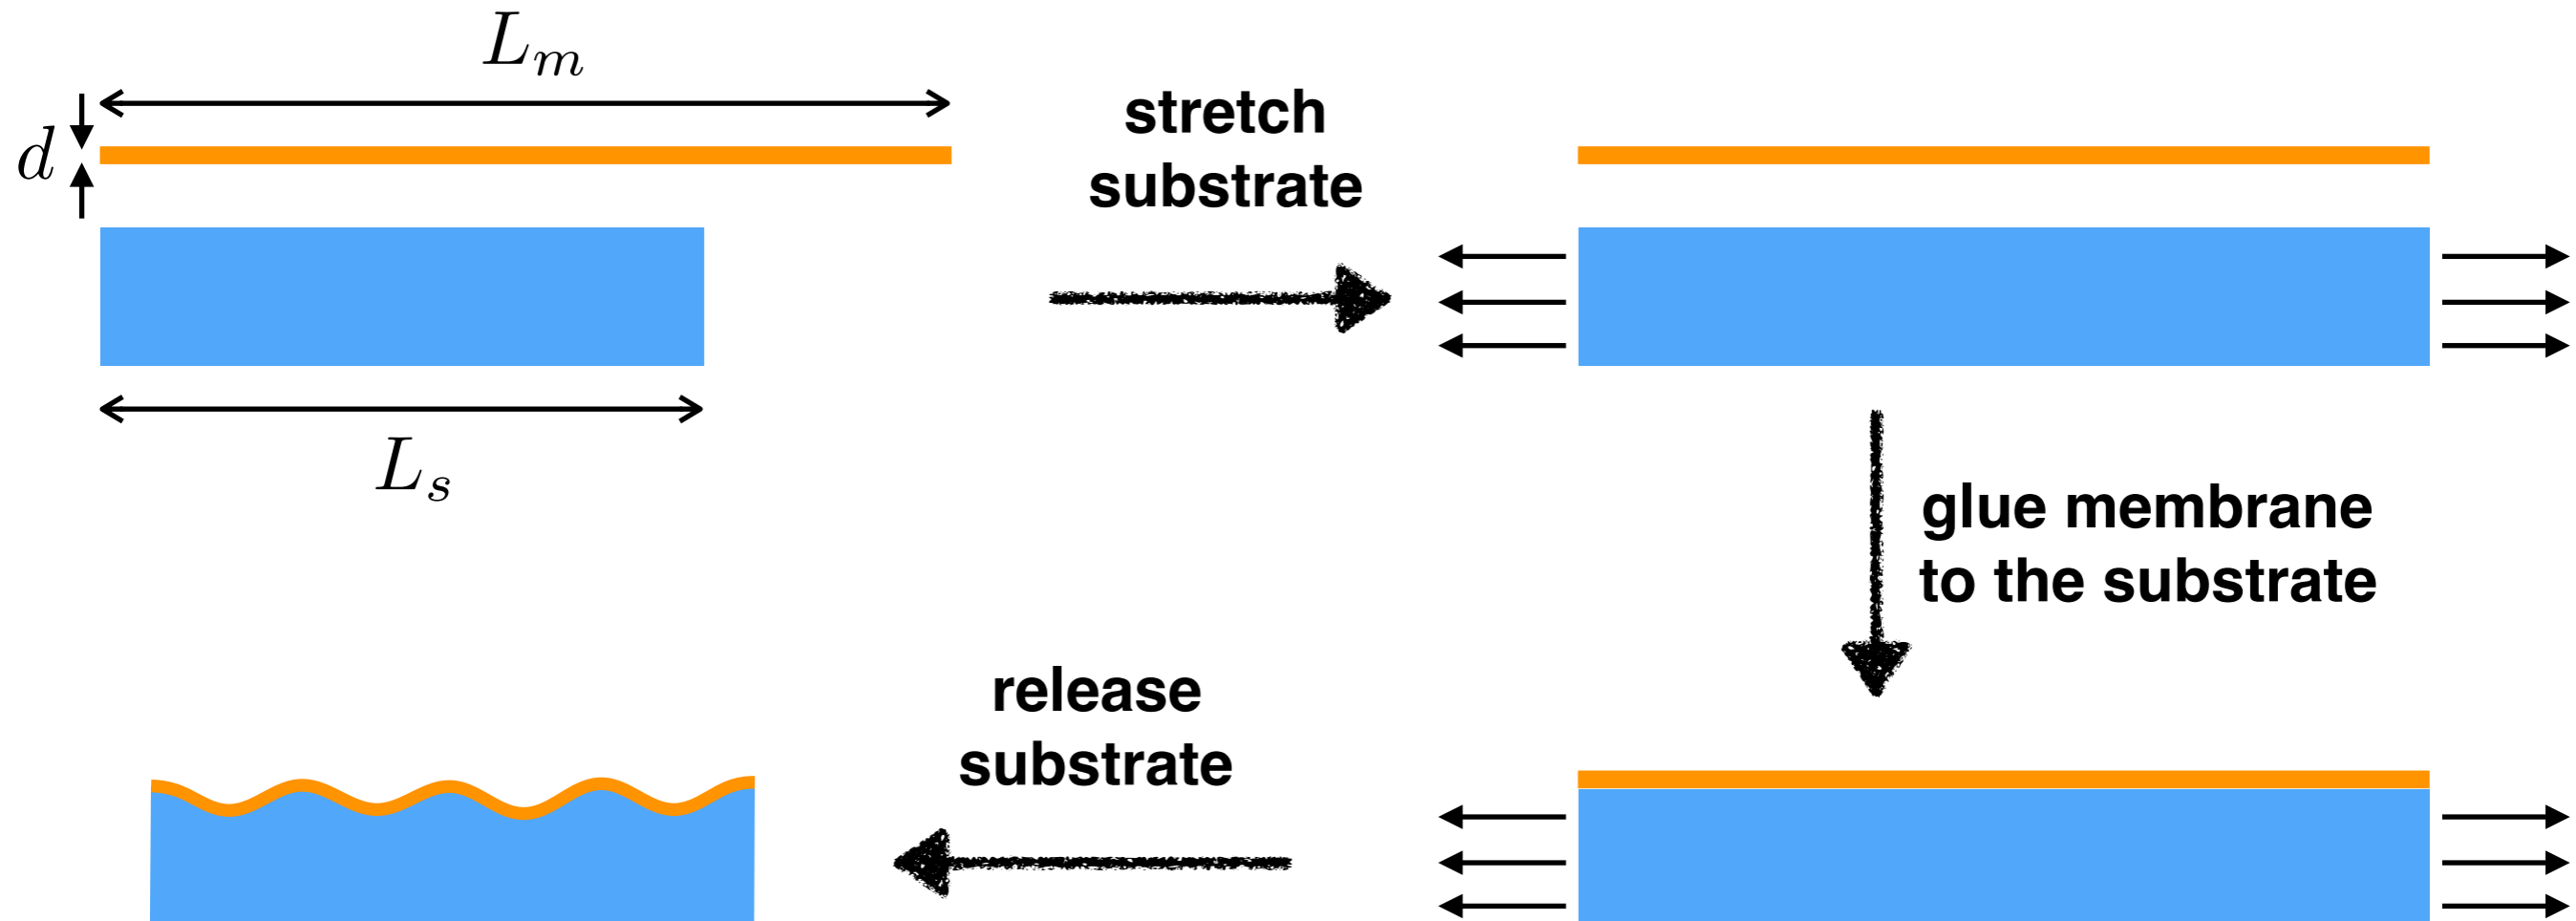 L_m
d
L_s
stretch
substrate
glue membrane
to the substrate
release
substrate